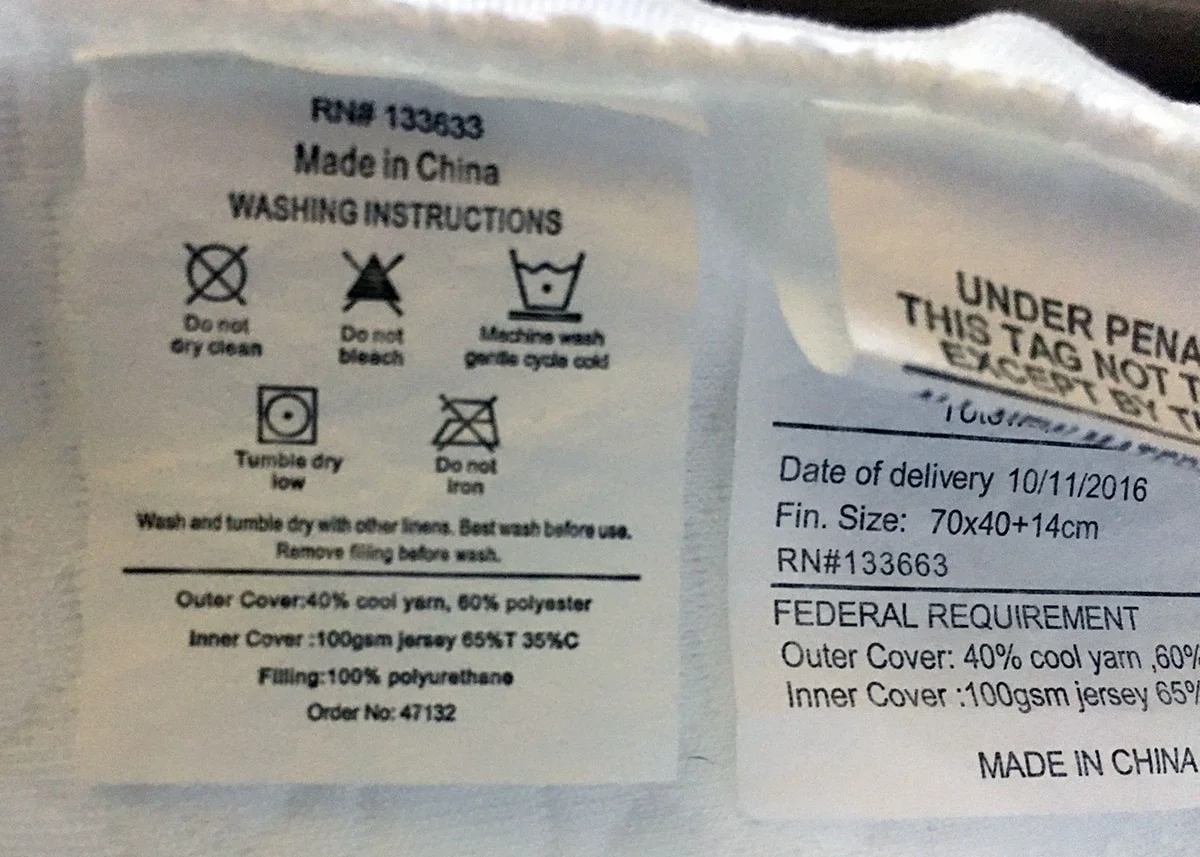 RN# 133633
Made in China
WASHING INSTRUCTIONS
Do not
dry clean
Do not
bleach
Machine wash
gentle cycle cold
Tumble dry
low
Do not
iron
Wash and tumble dry with other linens. Best wash before use.
Remove filling before wash.
Outer Cover:40% cool yarn, 60% polyester
Inner Cover :100gsm jersey 65%T 35%C
Filling:100% polyurethane
Order No: 47132
UNDER PENA
THIS TAG NOT T
EXCEPT BY T
Date of delivery 10/11/2016
Fin. Size: 70x40+14cm
RN#133663
FEDERAL REQUIREMENT
Outer Cover: 40% cool yarn ,60%
Inner Cover :100gsm jersey 65%
MADE IN CHINA